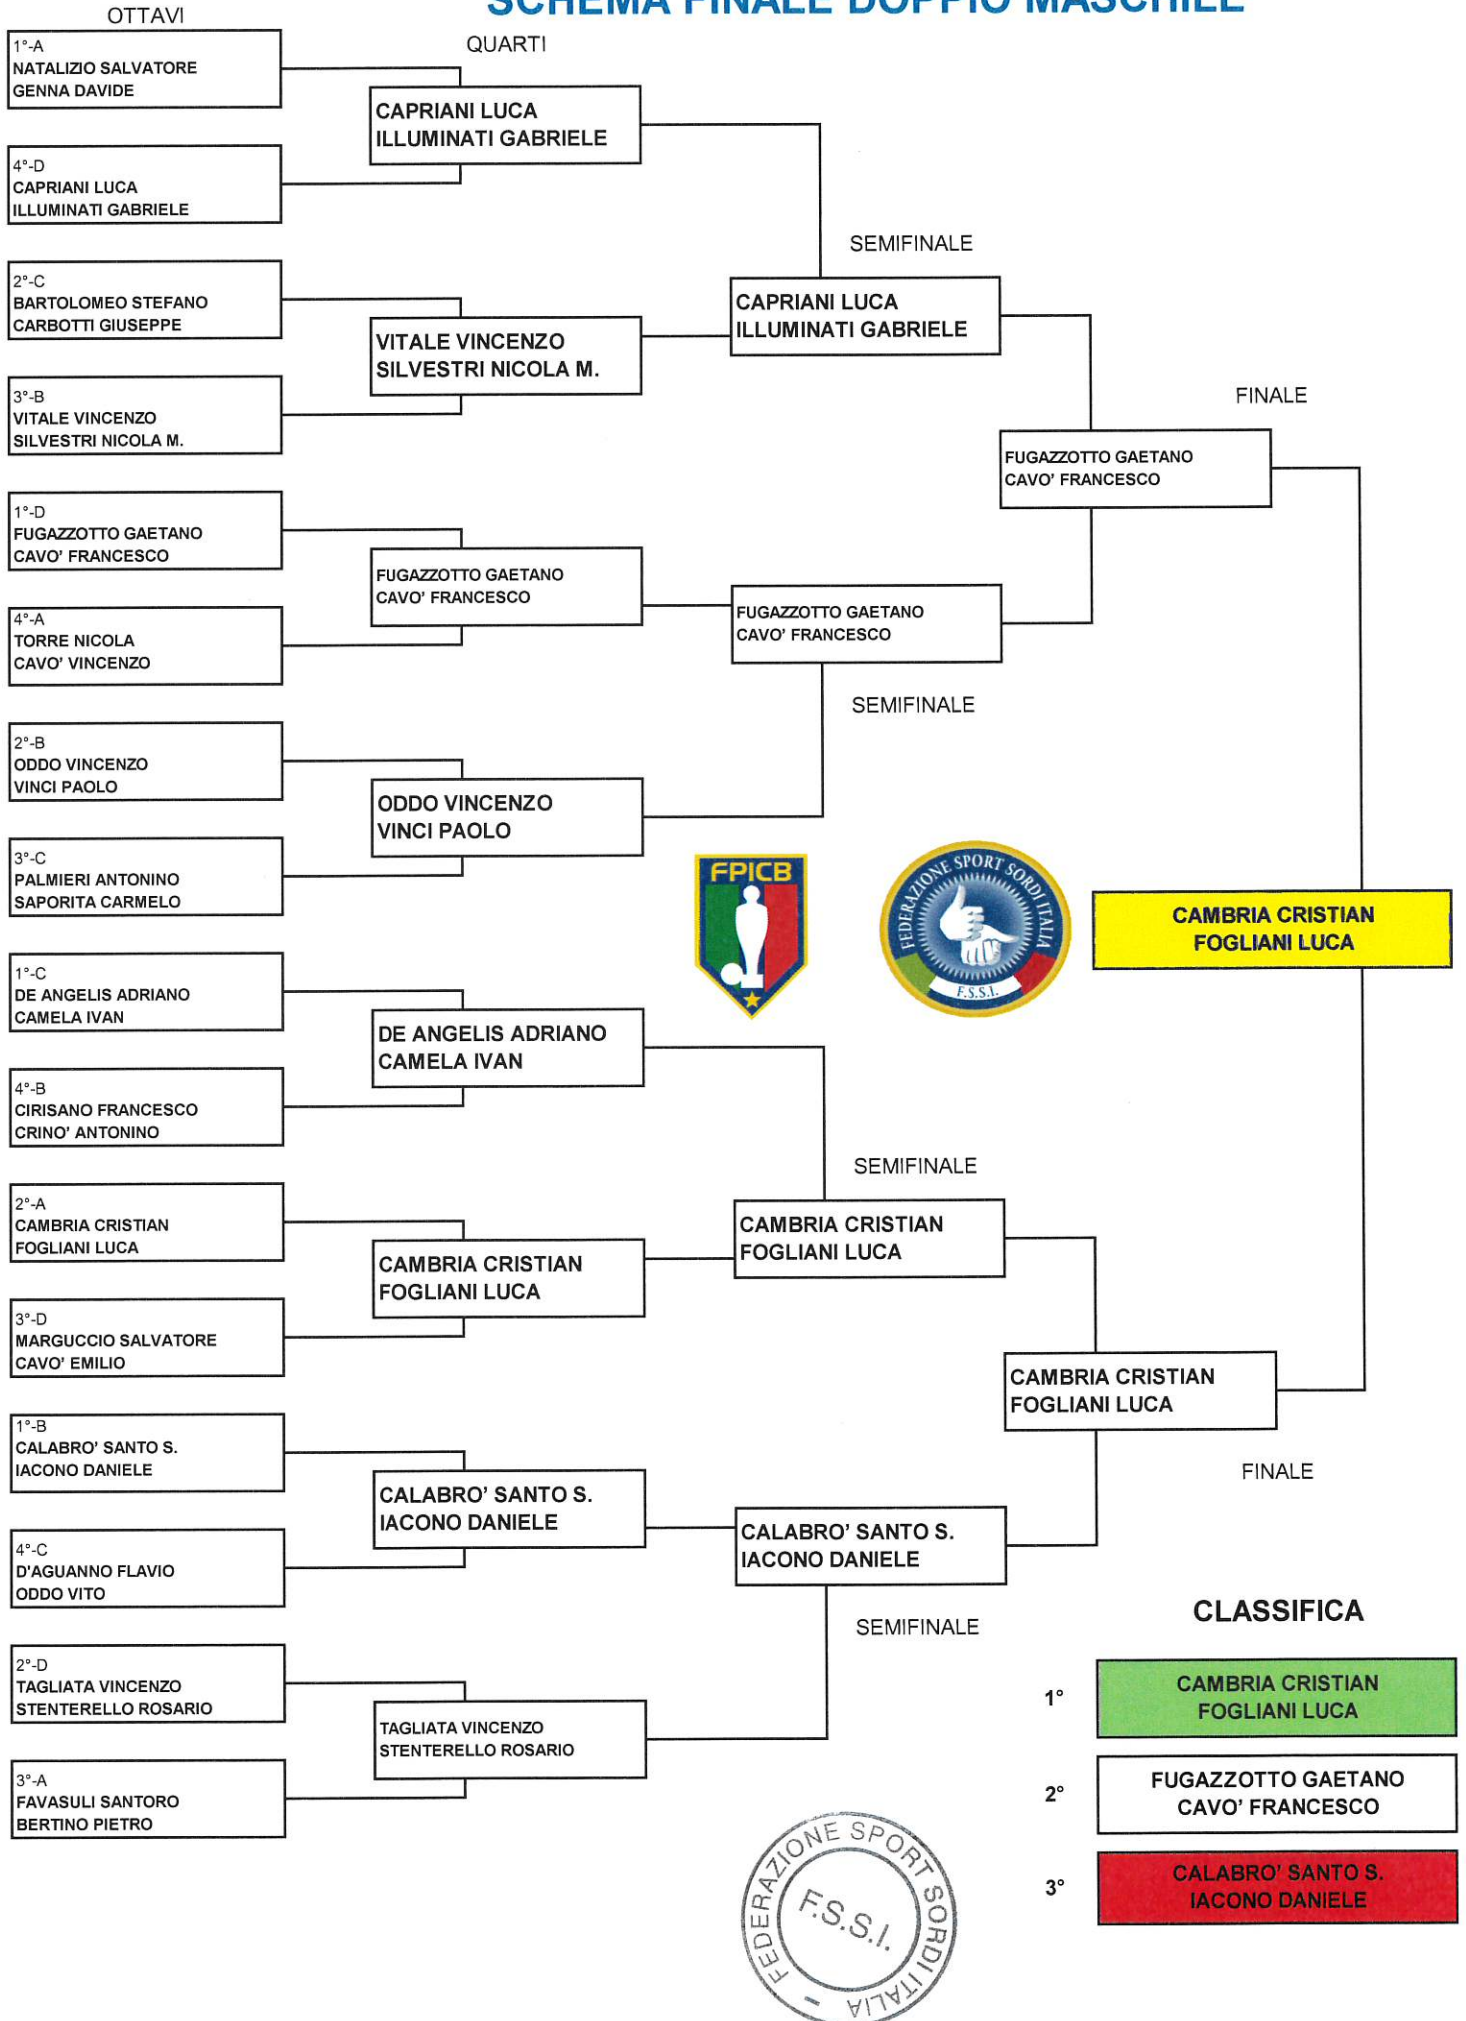 SCHEMA FINALE DOPPIO MASCHILE
OTTAVI
QUARTI
1°-A
NATALIZIO SALVATORE
GENNA DAVIDE
CAPRIANI LUCA
ILLUMINATI GABRIELE
4°-D
CAPRIANI LUCA
ILLUMINATI GABRIELE
SEMIFINALE
2°-C
BARTOLOMEO STEFANO
CARBOTTI GIUSEPPE
CAPRIANI LUCA
ILLUMINATI GABRIELE
VITALE VINCENZO
SILVESTRI NICOLA M.
3°-B
VITALE VINCENZO
SILVESTRI NICOLA M.
FINALE
FUGAZZOTTO GAETANO
CAVO' FRANCESCO
1°-D
FUGAZZOTTO GAETANO
CAVO' FRANCESCO
FUGAZZOTTO GAETANO
CAVO' FRANCESCO
4°-A
TORRE NICOLA
CAVO' VINCENZO
FUGAZZOTTO GAETANO
CAVO' FRANCESCO
SEMIFINALE
2°-B
ODDO VINCENZO
VINCI PAOLO
ODDO VINCENZO
VINCI PAOLO
3°-C
PALMIERI ANTONINO
SAPORITA CARMELO
FPICB
FEDERAZIONE SPORT SORDI ITALIA
F.S.S.I.
CAMBRIA CRISTIAN
FOGLIANI LUCA
1°-C
DE ANGELIS ADRIANO
CAMELA IVAN
DE ANGELIS ADRIANO
CAMELA IVAN
4°-B
CIRISANO FRANCESCO
CRINO' ANTONINO
SEMIFINALE
2°-A
CAMBRIA CRISTIAN
FOGLIANI LUCA
CAMBRIA CRISTIAN
FOGLIANI LUCA
CAMBRIA CRISTIAN
FOGLIANI LUCA
3°-D
MARGUCCIO SALVATORE
CAVO' EMILIO
CAMBRIA CRISTIAN
FOGLIANI LUCA
FINALE
1°-B
CALABRO' SANTO S.
IACONO DANIELE
CALABRO' SANTO S.
IACONO DANIELE
CALABRO' SANTO S.
IACONO DANIELE
4°-C
D'AGUANNO FLAVIO
ODDO VITO
SEMIFINALE
2°-D
TAGLIATA VINCENZO
STENTERELLO ROSARIO
TAGLIATA VINCENZO
STENTERELLO ROSARIO
3°-A
FAVASULI SANTORO
BERTINO PIETRO
CLASSIFICA
1°
CAMBRIA CRISTIAN
FOGLIANI LUCA
2°
FUGAZZOTTO GAETANO
CAVO' FRANCESCO
3°
CALABRO' SANTO S.
IACONO DANIELE
FEDERAZIONE SPORT SORDI ITALIA –
F.S.S.I.